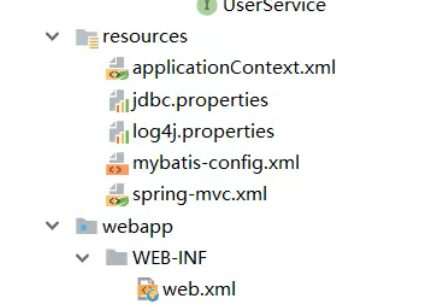 I UserService
resources
applicationContext.xml
jdbc.properties
log4j.properties
mybatis-config.xml
spring-mvc.xml
webapp
WEB-INF
web.xml